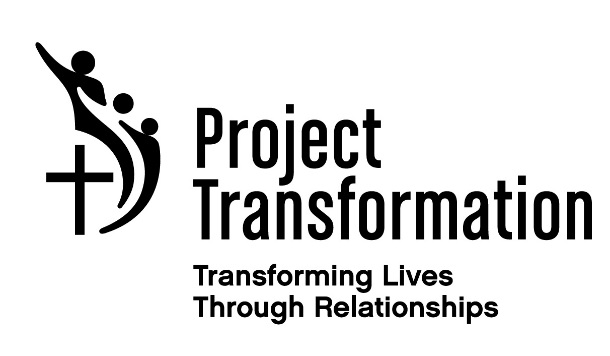 Project
Transformation
Transforming Lives
Through Relationships